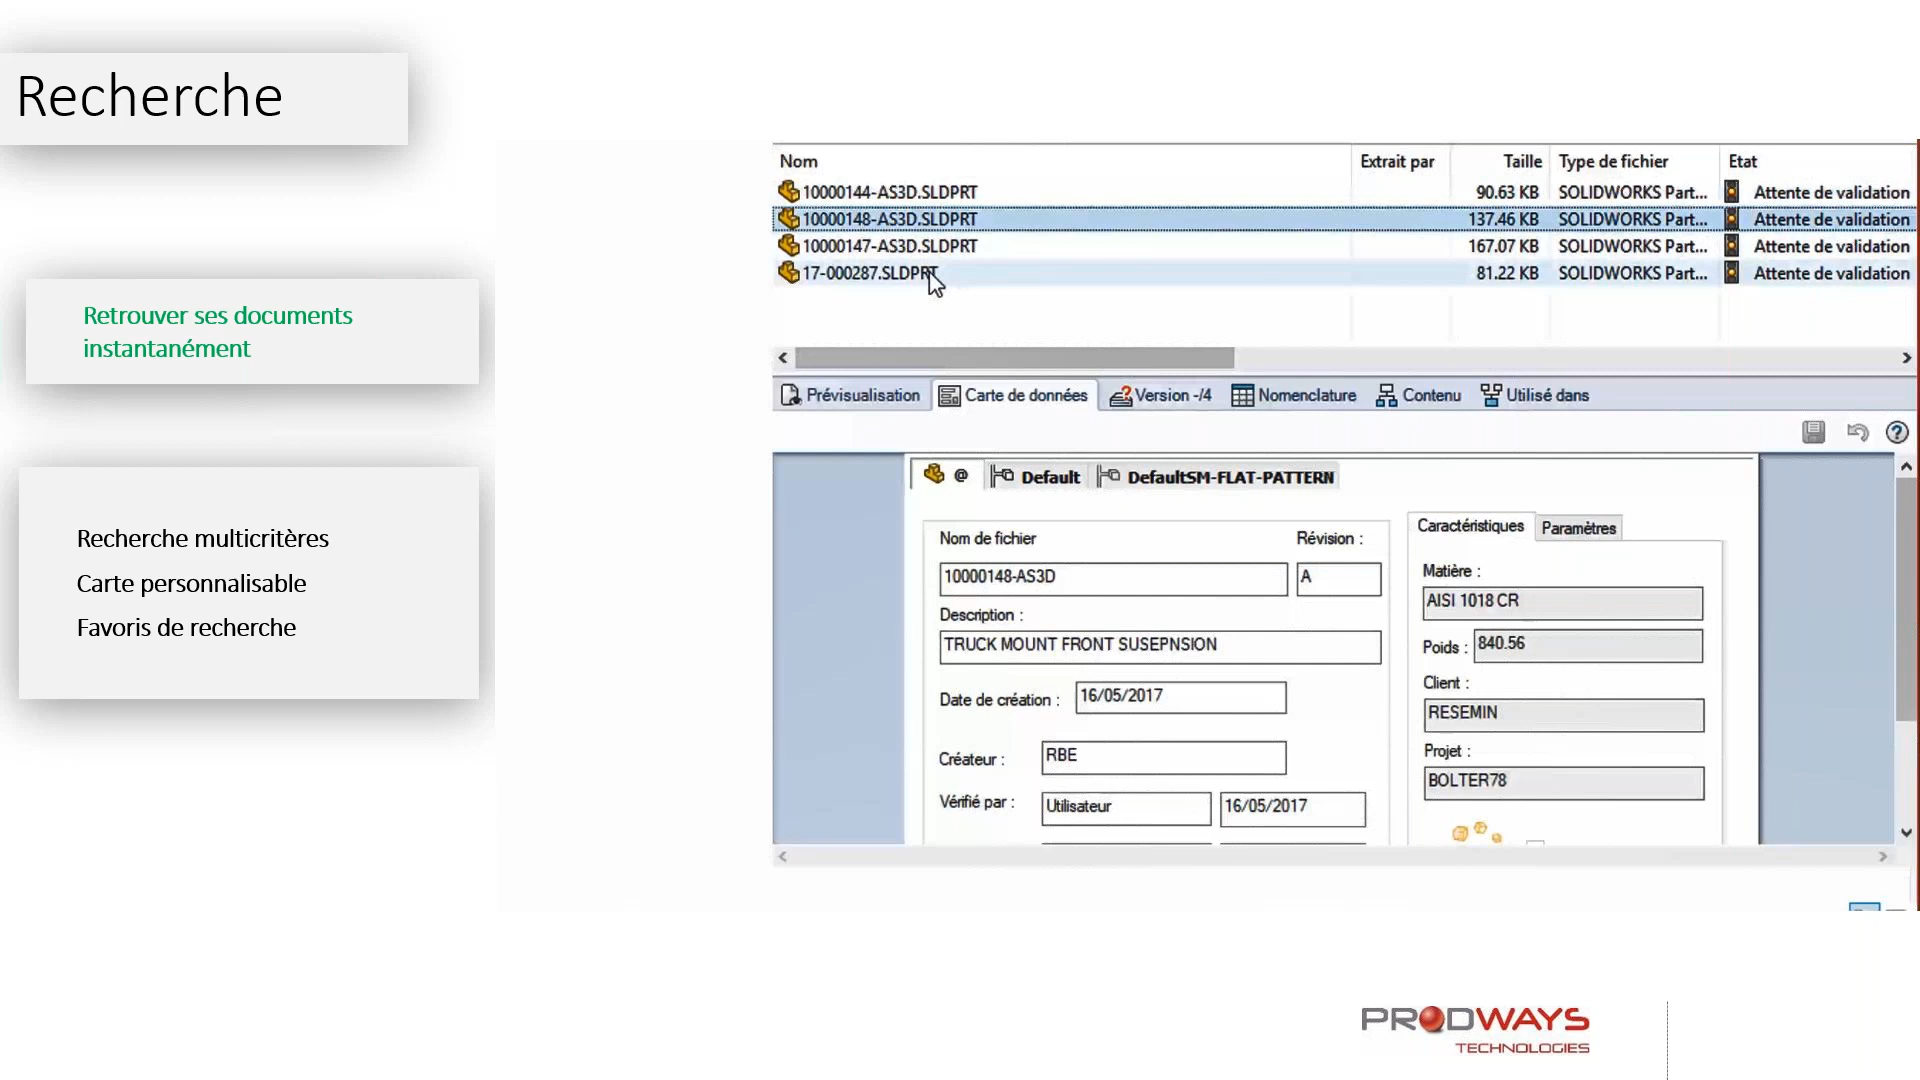 Recherche
Retrouver ses documents
instantanément
Recherche multicritères
Carte personnalisable
Favoris de recherche
Nom Extrait par Taille Type de fichier Etat
10000144-AS3D.SLDPRT 90.63 KB SOLIDWORKS Part... Attente de validation
10000148-AS3D.SLDPRT 137.46 KB SOLIDWORKS Part... Attente de validation
10000147-AS3D.SLDPRT 167.07 KB SOLIDWORKS Part... Attente de validation
17-000287.SLDPRT 81.22 KB SOLIDWORKS Part... Attente de validation
Prévisualisation Carte de données Version -/4 Nomenclature Contenu Utilisé dans
@ Default DefaultSM-FLAT-PATTERN
Nom de fichier Révision :
10000148-AS3D A
Description :
TRUCK MOUNT FRONT SUSEPNSION
Date de création : 16/05/2017
Créateur : RBE
Vérifié par : Utilisateur 16/05/2017
Caractéristiques Paramètres
Matière :
AISI 1018 CR
Poids : 840.56
Client :
RESEMIN
Projet :
BOLTER78
PRODWAYS
TECHNOLOGIES